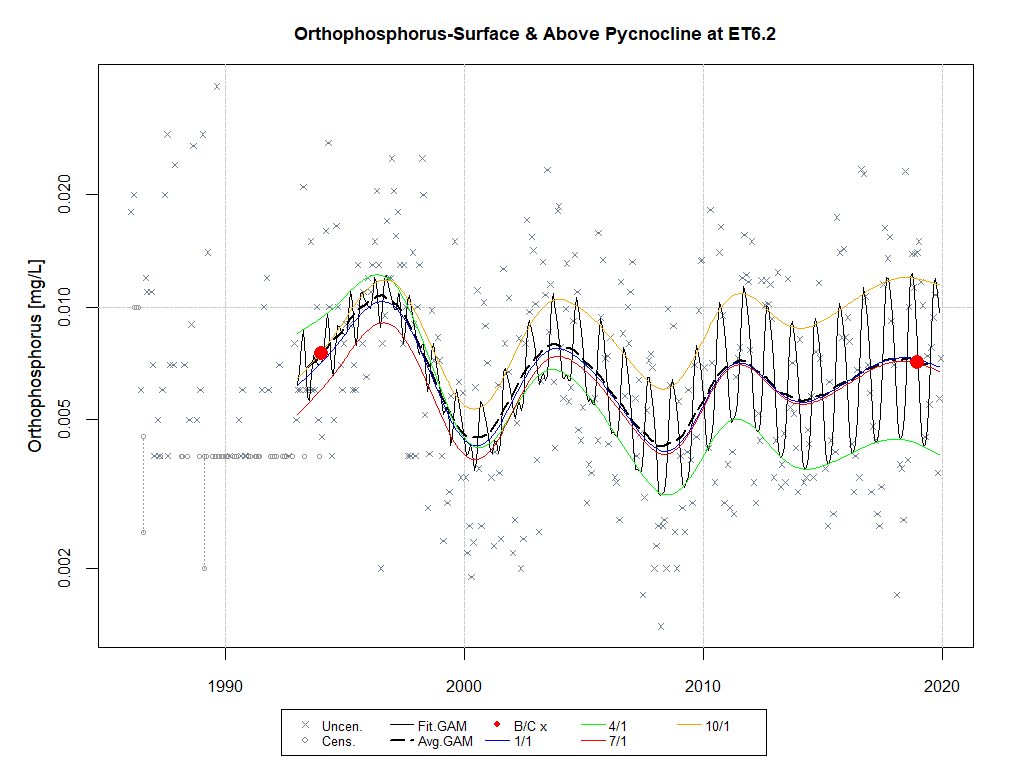 Orthophosphorus-Surface & Above Pycnocline at ET6.2
Orthophosphorus [mg/L]
0.020
0.010
0.005
0.002
1990 2000 2010 2020
Uncen. Fit.GAM B/C x 4/1 10/1
Cens. Avg.GAM 1/1 7/1